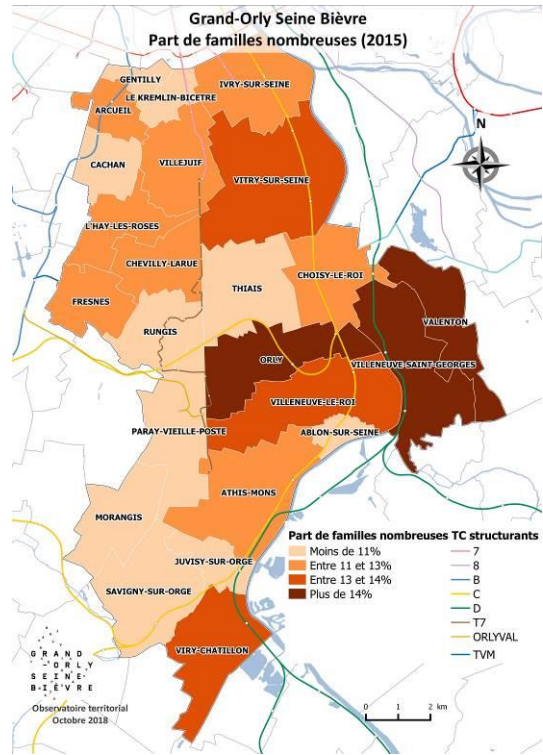 Grand-Orly Seine Bièvre
Part de familles nombreuses (2015)
GENTILLY
IVRY-SUR-SEINE
LE KREMLIN-BICETRE
ARCUEIL
N
CACHAN
VILLEJUIF
VITRY-SUR-SEINE
L'HAY-LES-ROSES
CHEVILLY-LARUE
CHOISY-LE-ROI
THIAIS
FRESNES
VALENTON
RUNGIS
ORLY
VILLENEUVE-SAINT-GEORGES
VILLENEUVE-LE-ROI
PARAY-VIEILLE-POSTE
ABLON-SUR-SEINE
ATHIS-MONS
MORANGIS
JUVISY-SUR-ORGE
SAVIGNY-SUR-ORGE
VIRY-CHATILLON
Part de familles nombreuses
Moins de 11%
Entre 11 et 13%
Entre 13 et 14%
Plus de 14%
TC structurants
7
8
B
C
D
T7
ORLYVAL
TVM
GRAND
-ORLY
SEINE
BIÈVRE
Observatoire territorial
Octobre 2018
0 1 2 km